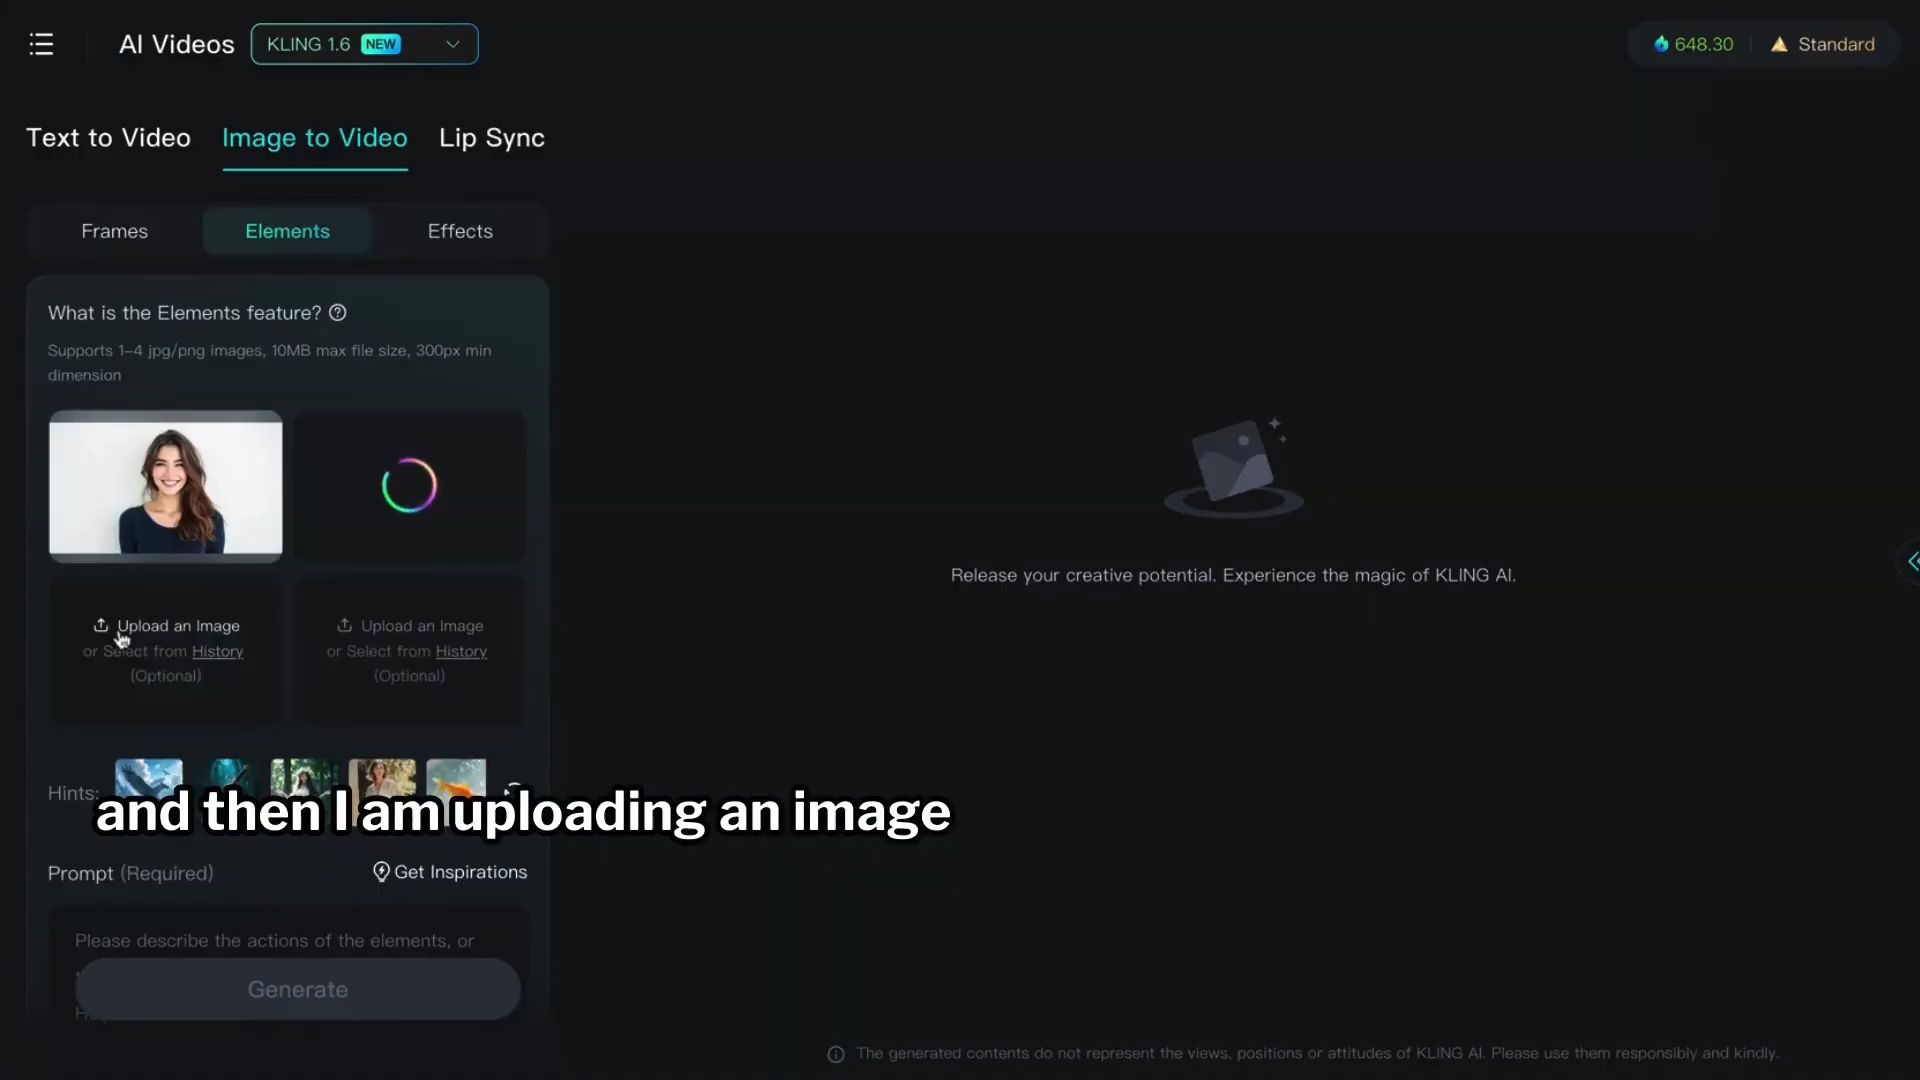 AI Videos
KLING 1.6 NEW
648.30
Standard
Text to Video
Image to Video
Lip Sync
Frames
Elements
Effects
What is the Elements feature?
Supports 1-4 jpg/png images, 10MB max file size, 300px min
dimension
Upload an Image
or Select from History
(Optional)
Upload an Image
or Select from History
(Optional)
Release your creative potential. Experience the magic of KLING AI.
Hints:
and then I am uploading an image
Prompt (Required)
Get Inspirations
Please describe the actions of the elements, or
Generate
The generated contents do not represent the views, positions or attitudes of KLING AI. Please use them responsibly and kindly.